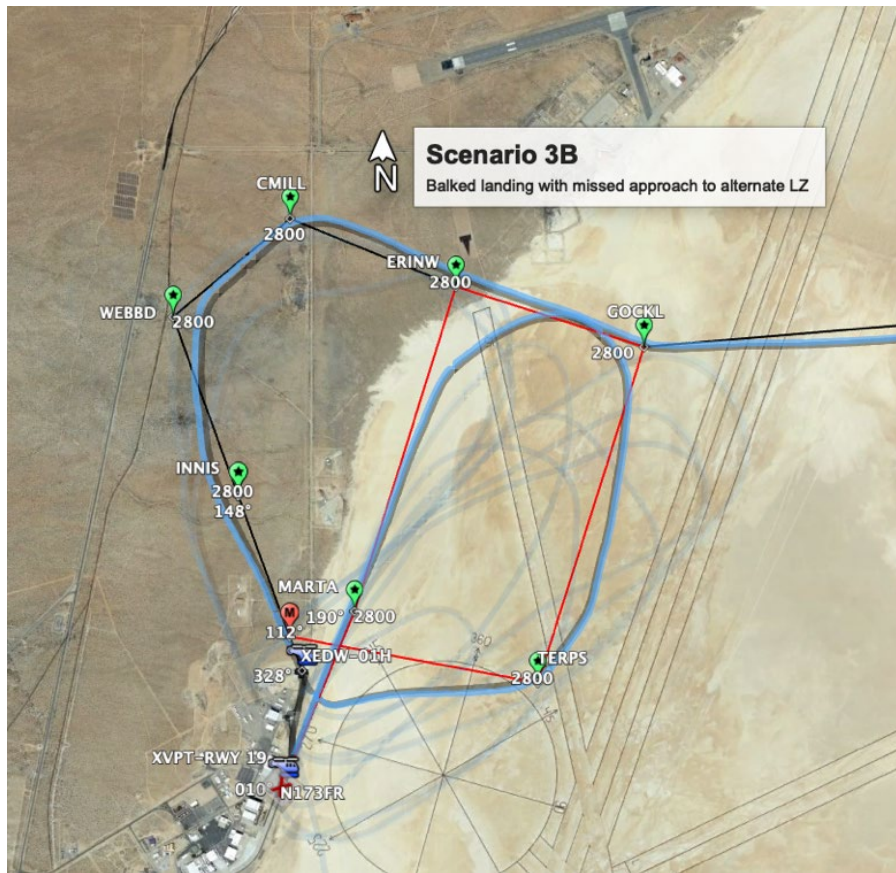 Scenario 3B
Balked landing with missed approach to alternate LZ
N
CMILL
2800
ERINW
2800
WEBBD
2800
GOCKL
2800
INNIS
2800
148°
MARTA
190° 2800
M
112°
XEDW-01H
328°
TERPS
2800
360
XVPT-RWY 19
010°
N173FR